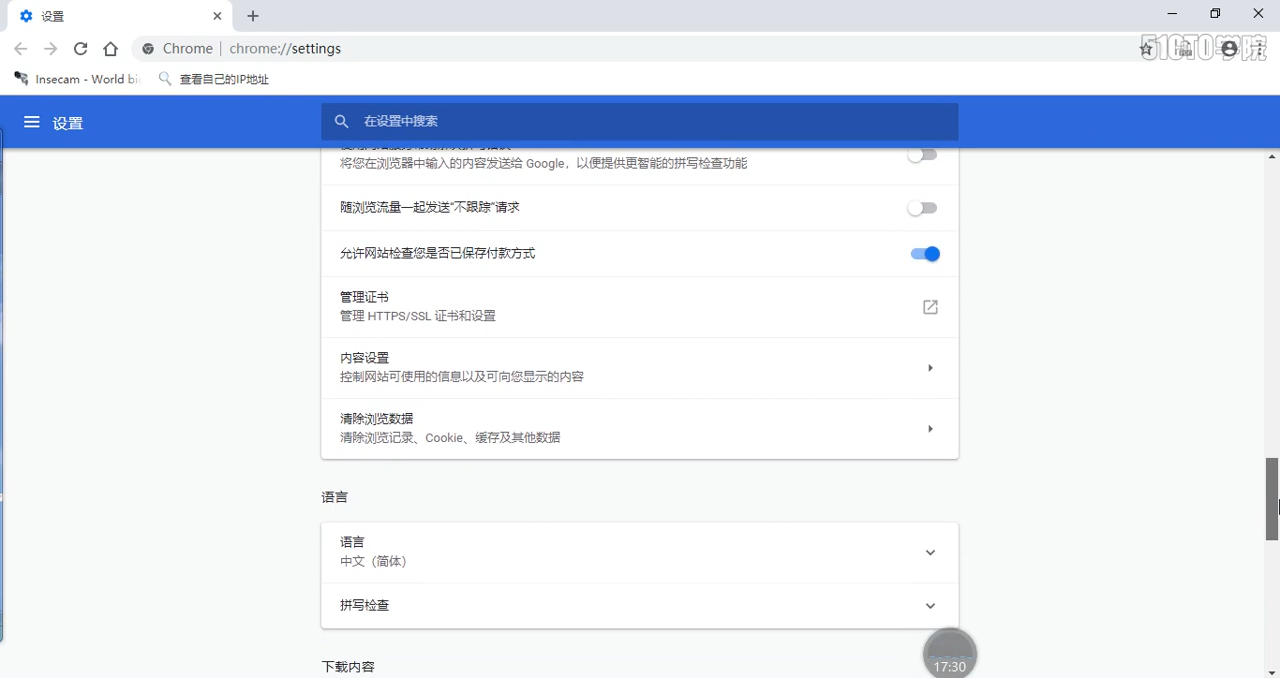 设置
Chrome | chrome://settings
51CTO学院
Insecam - World bi
查看自己的IP地址
设置
在设置中搜索
将您在浏览器中输入的内容发送给 Google，以便提供更智能的拼写检查功能
随浏览流量一起发送“不跟踪”请求
允许网站检查您是否已保存付款方式
管理证书
管理 HTTPS/SSL 证书和设置
内容设置
控制网站可使用的信息以及可向您显示的内容
清除浏览数据
清除浏览记录、Cookie、缓存及其他数据
语言
语言
中文（简体）
拼写检查
下载内容
17:30